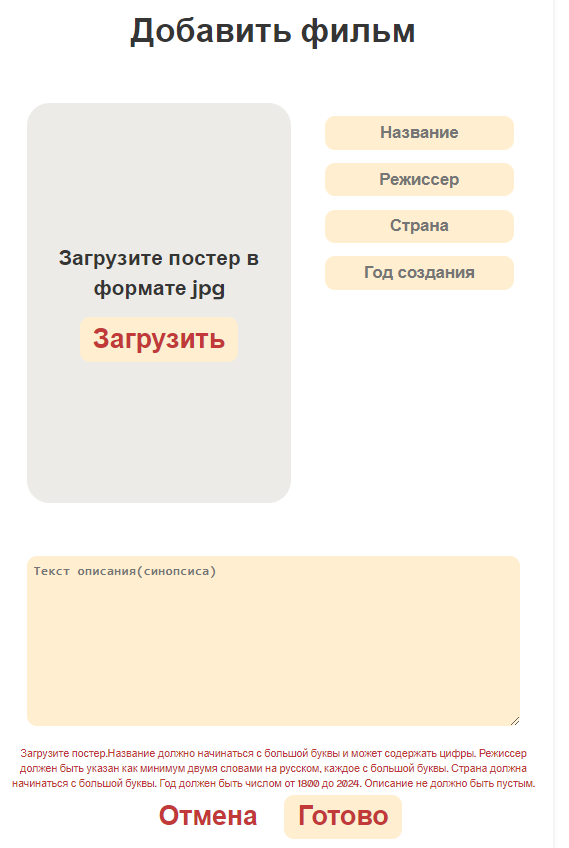 Добавить фильм
Загрузите постер в
формате jpg
Загрузить
Название
Режиссер
Страна
Год создания
Текст описания(синопсиса)
Загрузите постер.Название должно начинаться с большой буквы и может содержать цифры. Режиссер
должен быть указан как минимум двумя словами на русском, каждое с большой буквы. Страна должна
начинаться с большой буквы. Год должен быть числом от 1800 до 2024. Описание не должно быть пустым.
Отмена
Готово